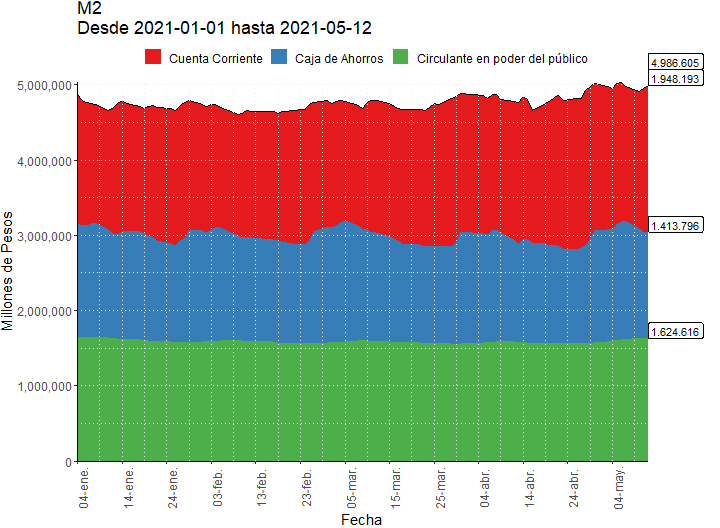 M2
Desde 2021-01-01 hasta 2021-05-12
Cuenta Corriente Caja de Ahorros Circulante en poder del público
4.986.605
1.948.193
1.413.796
1.624.616
5,000,000
4,000,000
3,000,000
2,000,000
1,000,000
0
Millones de Pesos
04-ene. 14-ene. 24-ene. 03-feb. 13-feb. 23-feb. 05-mar. 15-mar. 25-mar. 04-abr. 14-abr. 24-abr. 04-may.
Fecha